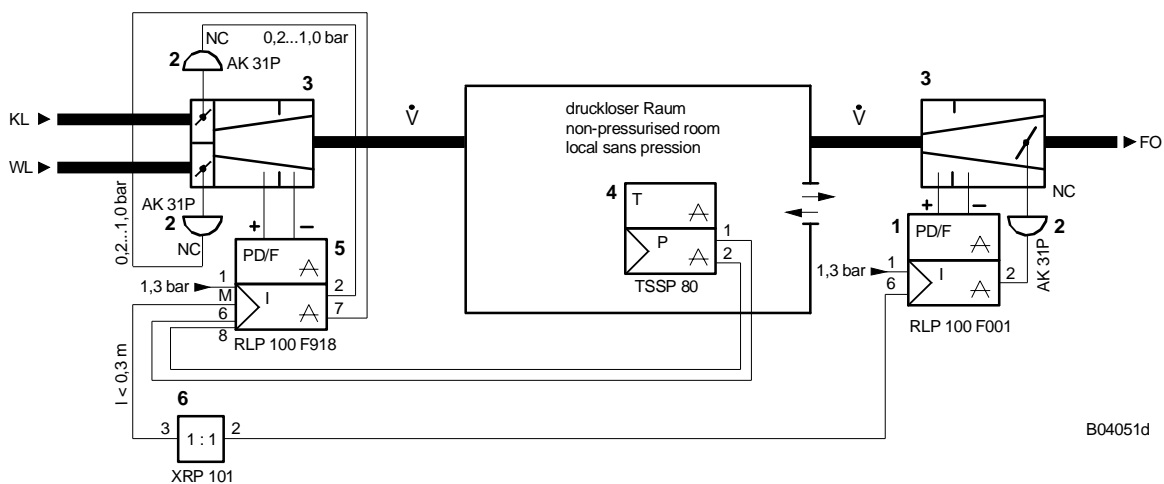 NC
0,2...1,0 bar
2
AK 31P
3
3
KL
V̇
druckloser Raum
non-pressurised room
local sans pression
V̇
FO
WL
4
T
NC
AK 31P
0,2...1,0 bar
2
NC
+
−
5
PD/F
P
1
2
TSSP 80
+
−
1
PD/F
2
AK 31P
1,3 bar
1
M
6
8
I
2
7
RLP 100 F918
1,3 bar
1
6
I
2
RLP 100 F001
l < 0,3 m
6
3
1 : 1
2
XRP 101
B04051d